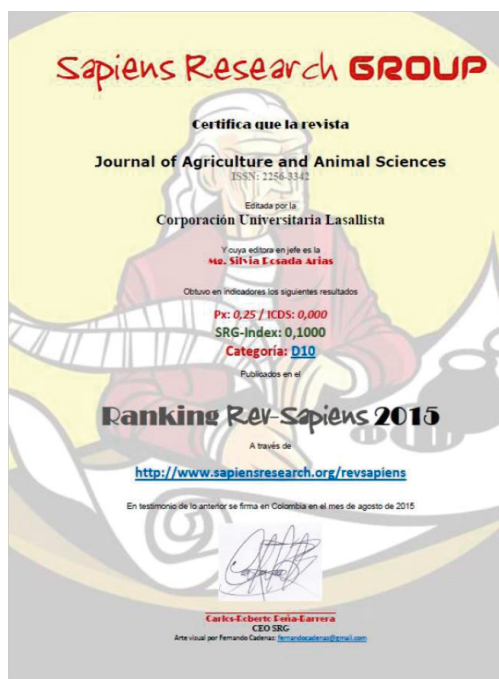 Sapiens Research GROUP
Certifica que la revista
Journal of Agriculture and Animal Sciences
ISSN: 2256-3342
Editada por la
Corporación Universitaria Lasallista
Y cuya editora en jefe es la
Mg. Silvia Posada Arias
Obtuvo en indicadores los siguientes resultados
Px: 0,25 / ICDS: 0,000
SRG-Index: 0,1000
Categoría: D10
Publicados en el
Ranking Rev-Sapiens 2015
A través de
http://www.sapiensresearch.org/revsapiens
En testimonio de lo anterior se firma en Colombia en el mes de agosto de 2015
Carlos-Roberto Peña-Barrera
CEO SRG
Arte visual por Fernando Cadenas: fernandocadenas@gmail.com